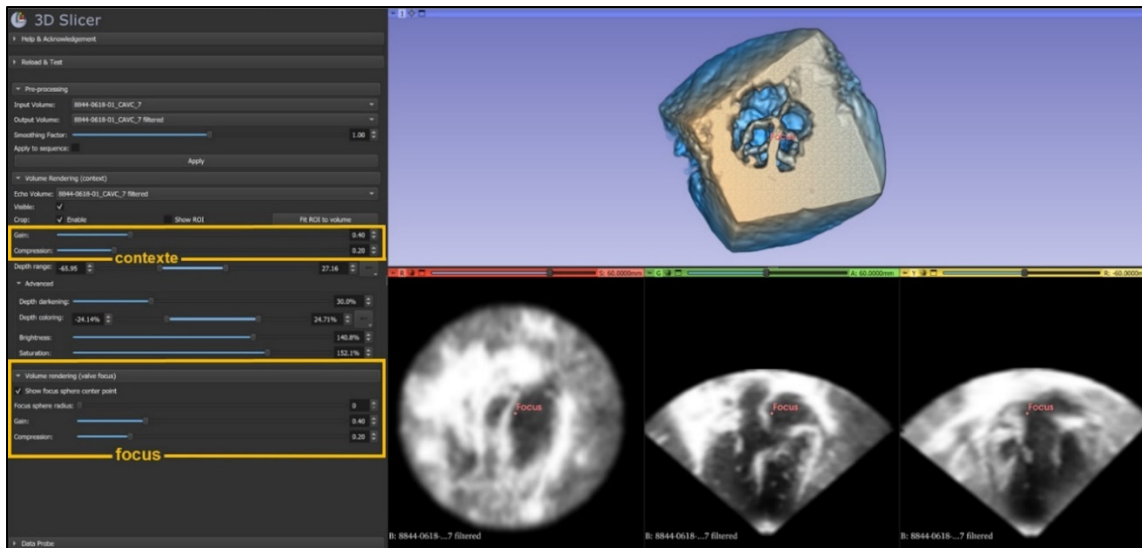 3D Slicer
Help & Acknowledgement
Reload & Test
Pre-processing
Input Volume: 8844-0618-01_CAVC_7
Output Volume: 8844-0618-01_CAVC_7 filtered
Smoothing Factor: 1.00
Apply to sequence:
Apply
Volume Rendering (context)
Echo Volume: 8844-0618-01_CAVC_7 filtered
Visible:
Crop: Enable Show ROI Fit ROI to volume
Gain: 0.40
Compression: 0.20
contexte
Depth range: -65.95 27.16
Advanced
Depth darkening: 30.0%
Depth coloring: -24.14% 24.71%
Brightness: 140.8%
Saturation: 152.1%
Volume rendering (valve focus)
Show focus sphere center point
Focus sphere radius: 0
Gain: 0.40
Compression: 0.20
focus
Data Probe
1
Focus
R S: 60.0000mm
Focus
B: 8844-0618-...7 filtered
G A: 60.0000mm
Focus
B: 8844-0618-...7 filtered
Y R: -60.0000mm
Focus
B: 8844-0618-...7 filtered